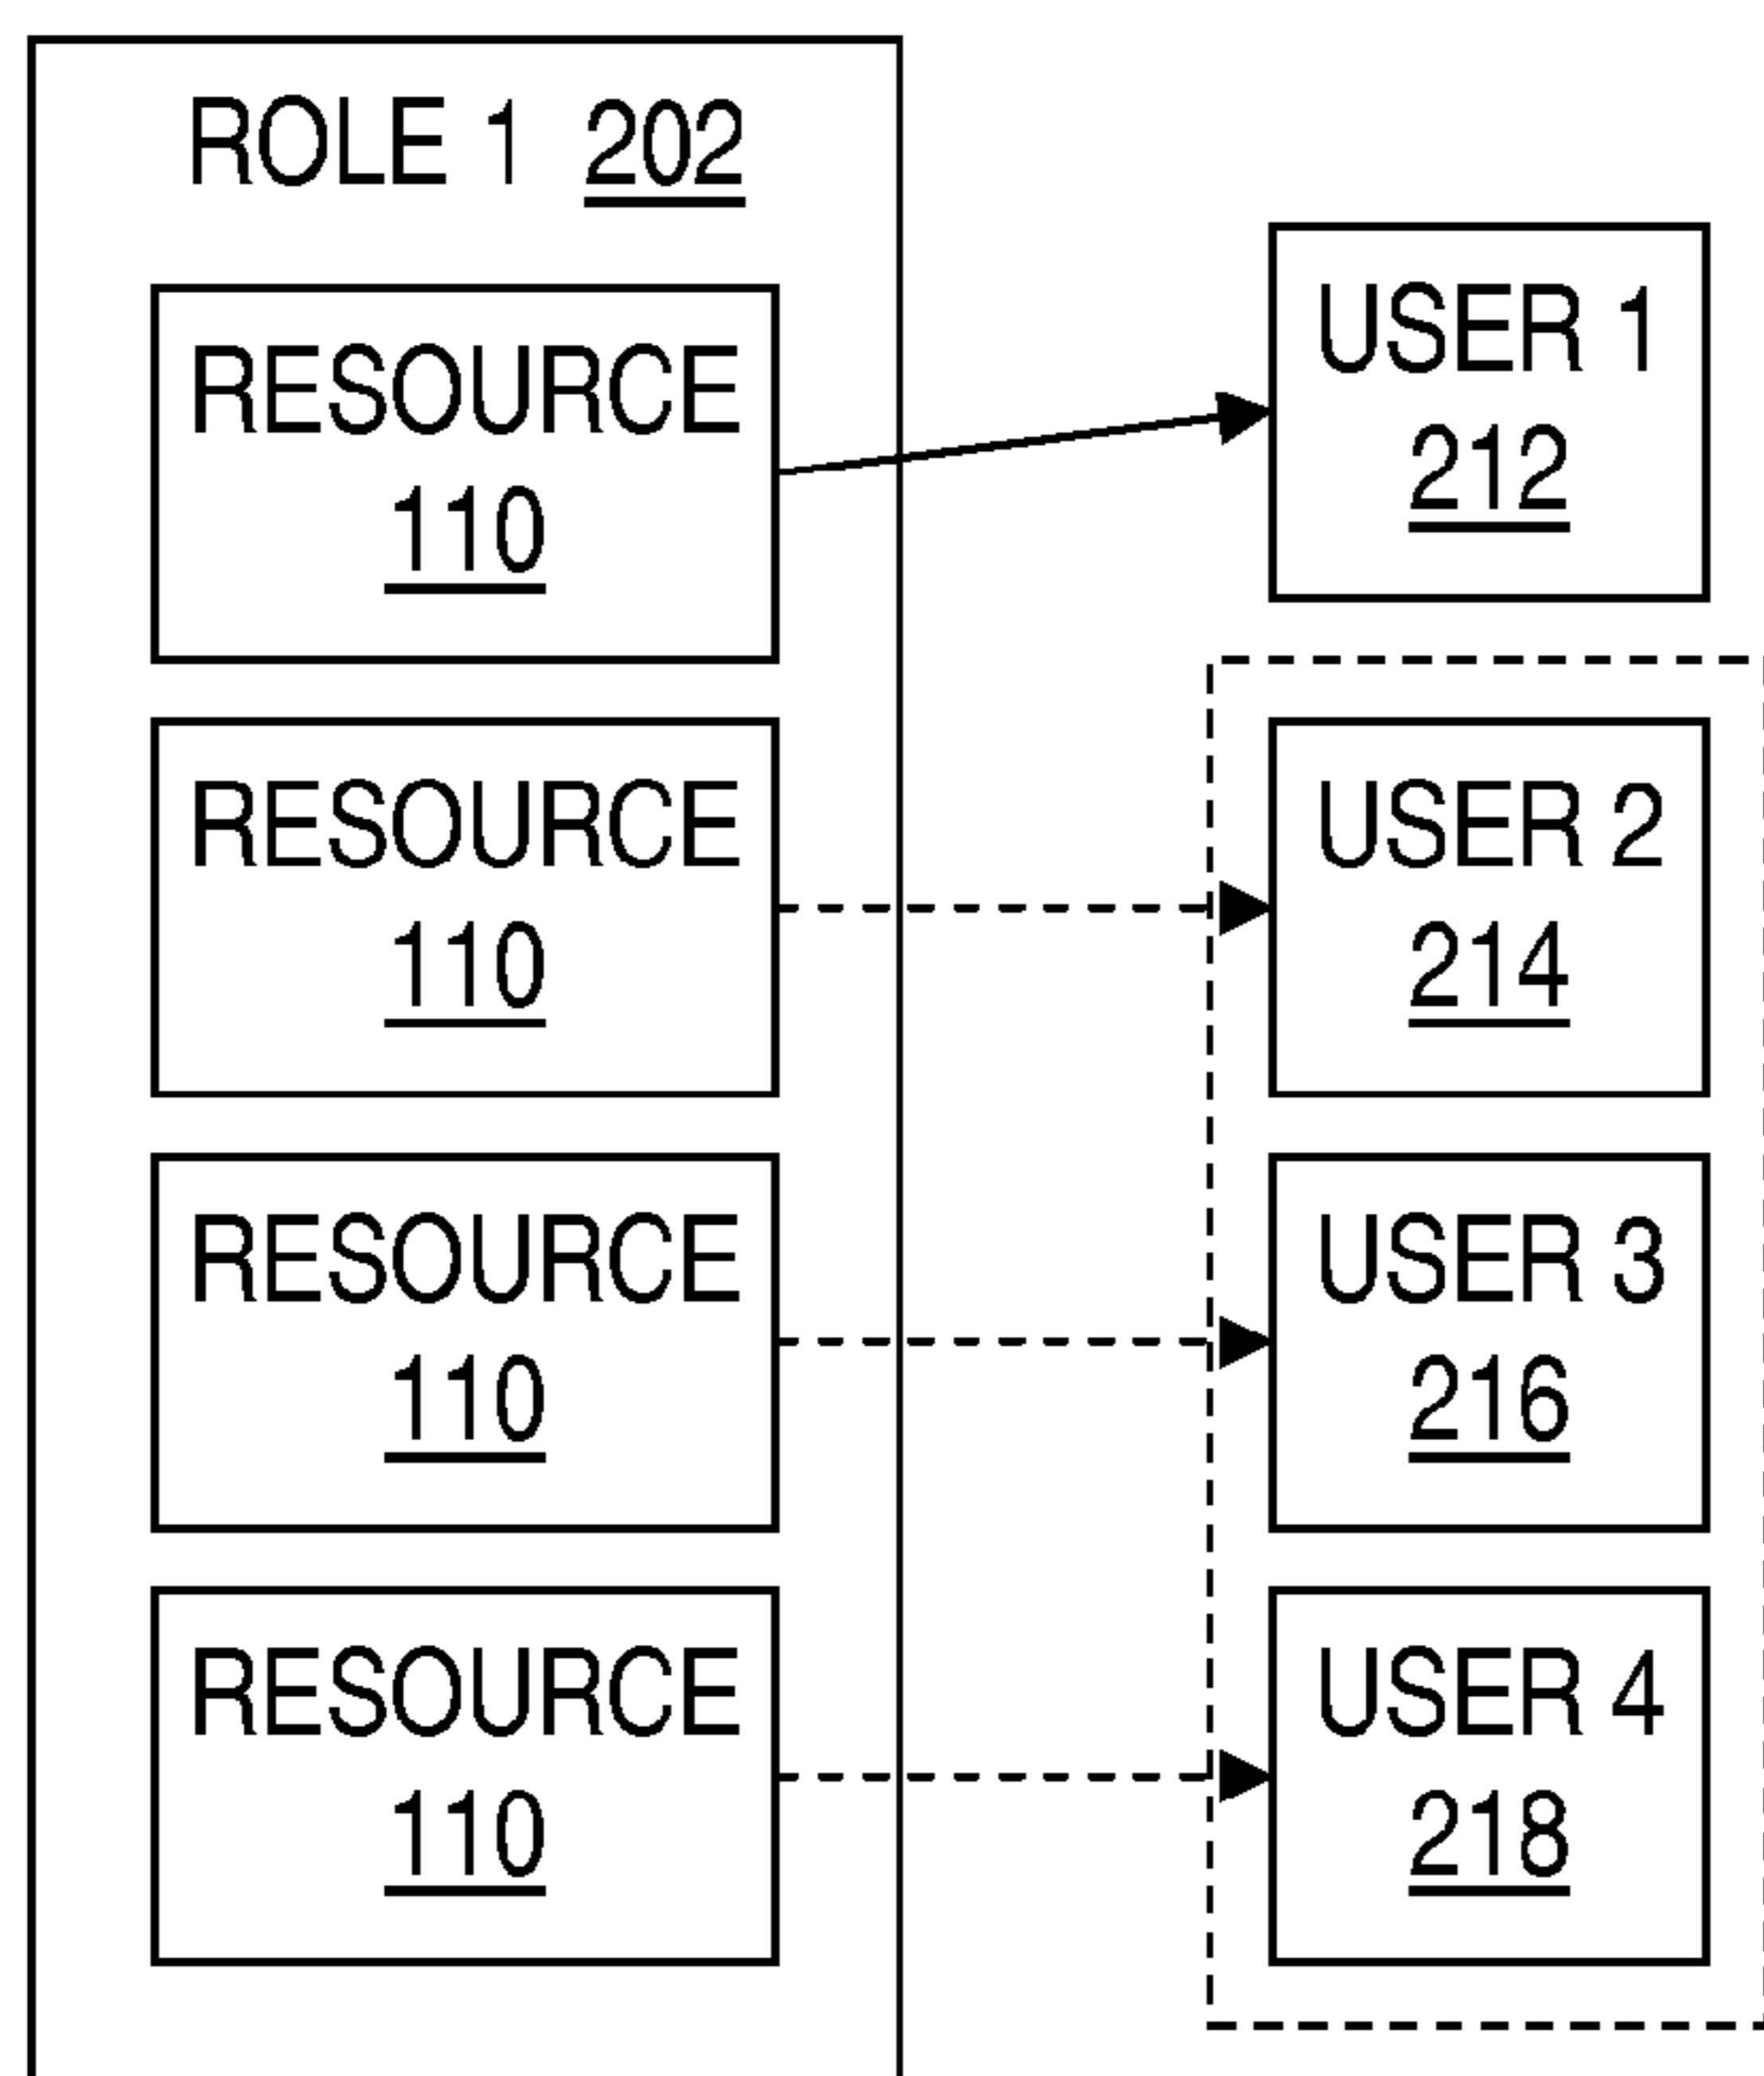 ROLE 1 202
RESOURCE
110
USER 1
212
RESOURCE
110
USER 2
214
RESOURCE
110
USER 3
216
RESOURCE
110
USER 4
218